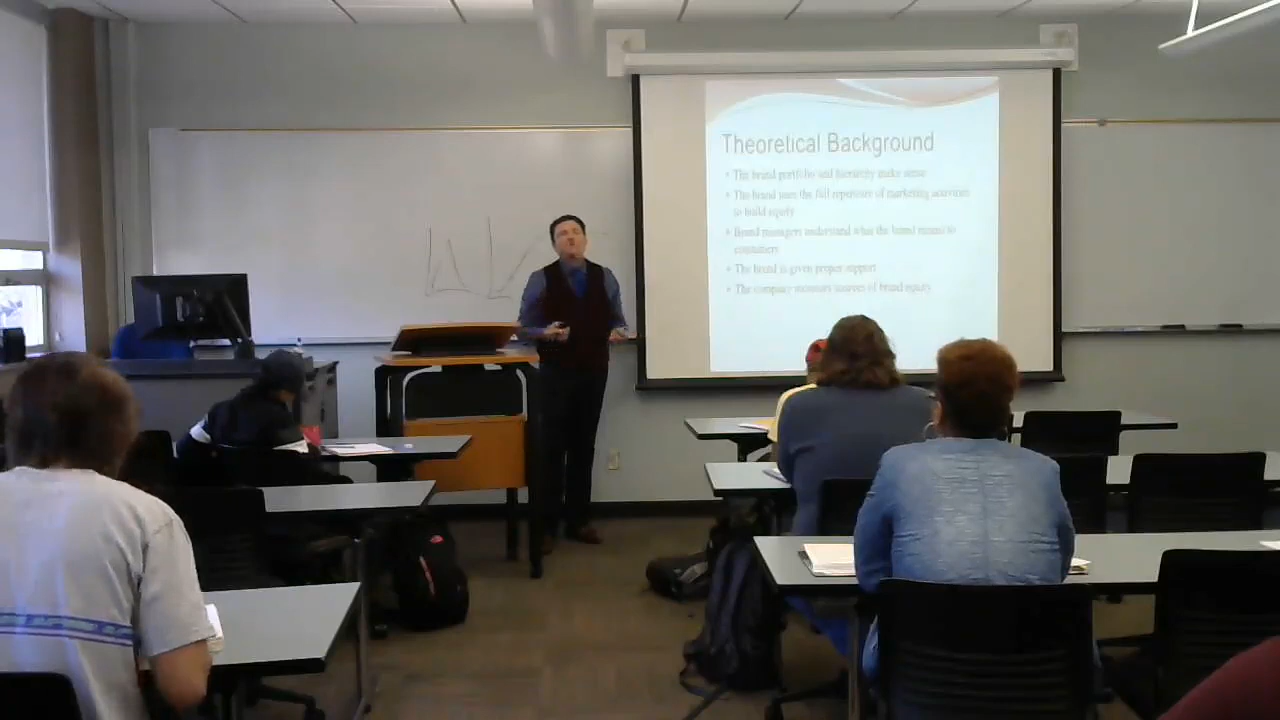 Theoretical Background
• The brand portfolio and hierarchy make sense
• The brand uses the full repertoire of marketing activities
to build equity
• Brand managers understand what the brand means to
consumers
• The brand is given proper support
• The company measures sources of brand equity